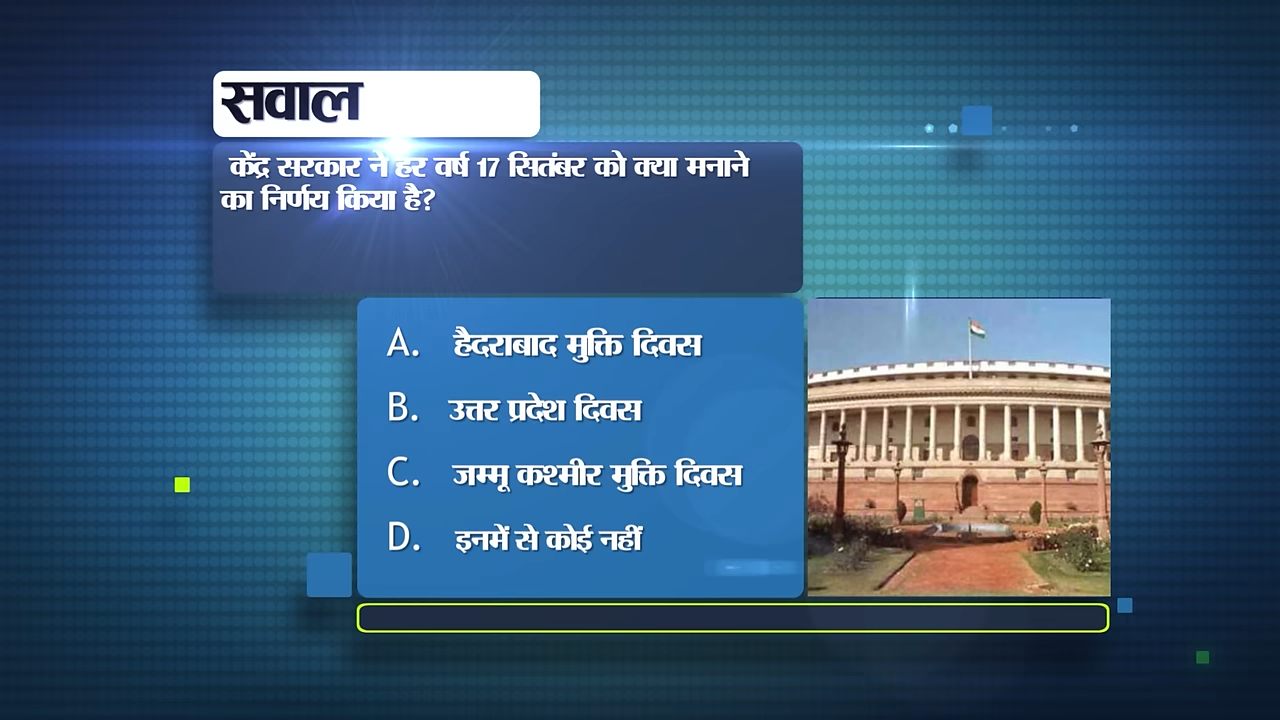 सवाल
केंद्र सरकार ने हर वर्ष 17 सितंबर को क्या मनाने
का निर्णय किया है?
A. हैदराबाद मुक्ति दिवस
B. उत्तर प्रदेश दिवस
C. जम्मू कश्मीर मुक्ति दिवस
D. इनमें से कोई नहीं